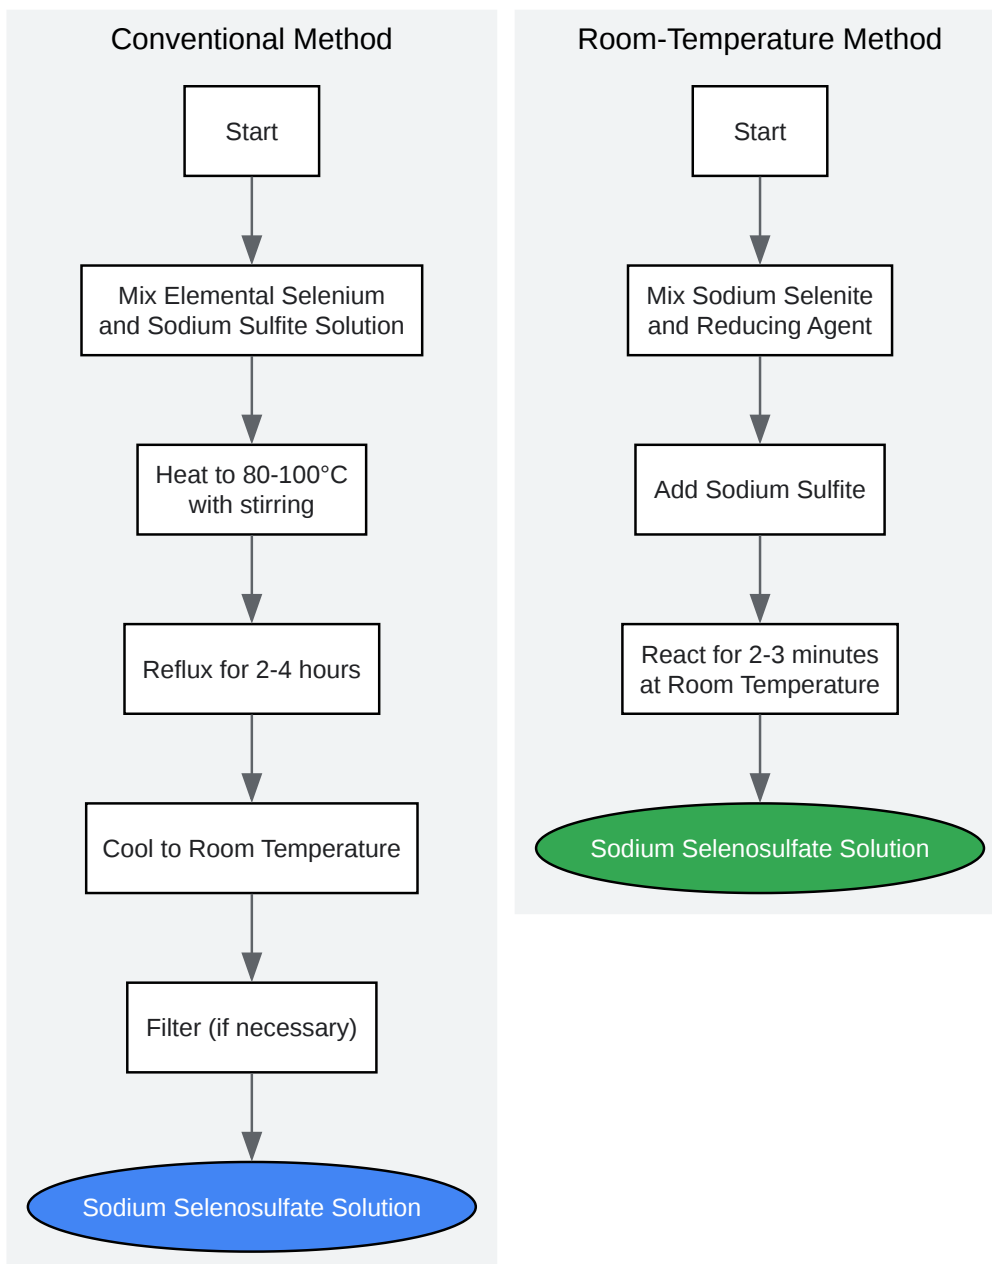 Conventional Method
Start
Mix Elemental Selenium
and Sodium Sulfite Solution
Heat to 80-100°C
with stirring
Reflux for 2-4 hours
Cool to Room Temperature
Filter (if necessary)
Sodium Selenosulfate Solution
Room-Temperature Method
Start
Mix Sodium Selenite
and Reducing Agent
Add Sodium Sulfite
React for 2-3 minutes
at Room Temperature
Sodium Selenosulfate Solution